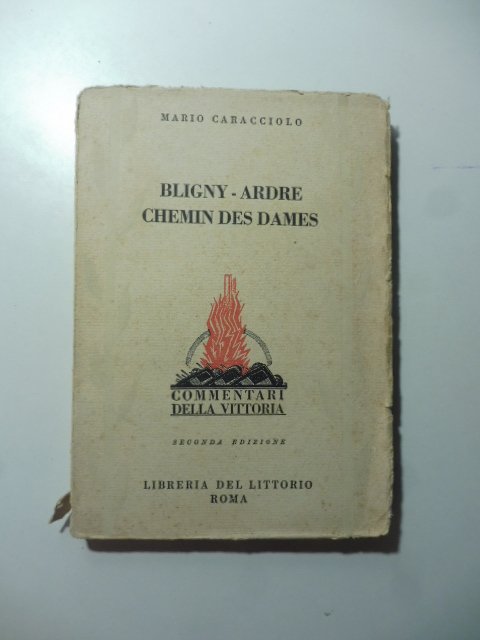 MARIO CARACCIOLO
BLIGNY - ARDRE
CHEMIN DES DAMES
COMMENTARI
DELLA VITTORIA
SECONDA EDIZIONE
LIBRERIA DEL LITTORIO
ROMA